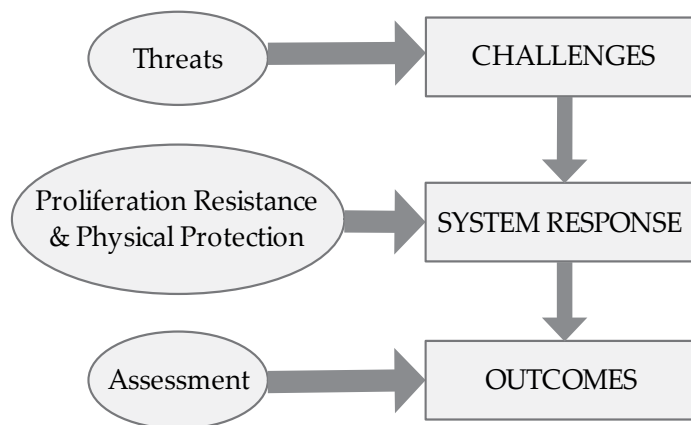 Threats
CHALLENGES
Proliferation Resistance
& Physical Protection
SYSTEM RESPONSE
Assessment
OUTCOMES